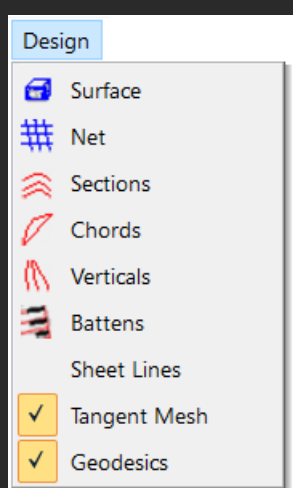 Design
Surface
Net
Sections
Chords
Verticals
Battens
Sheet Lines
Tangent Mesh
Geodesics